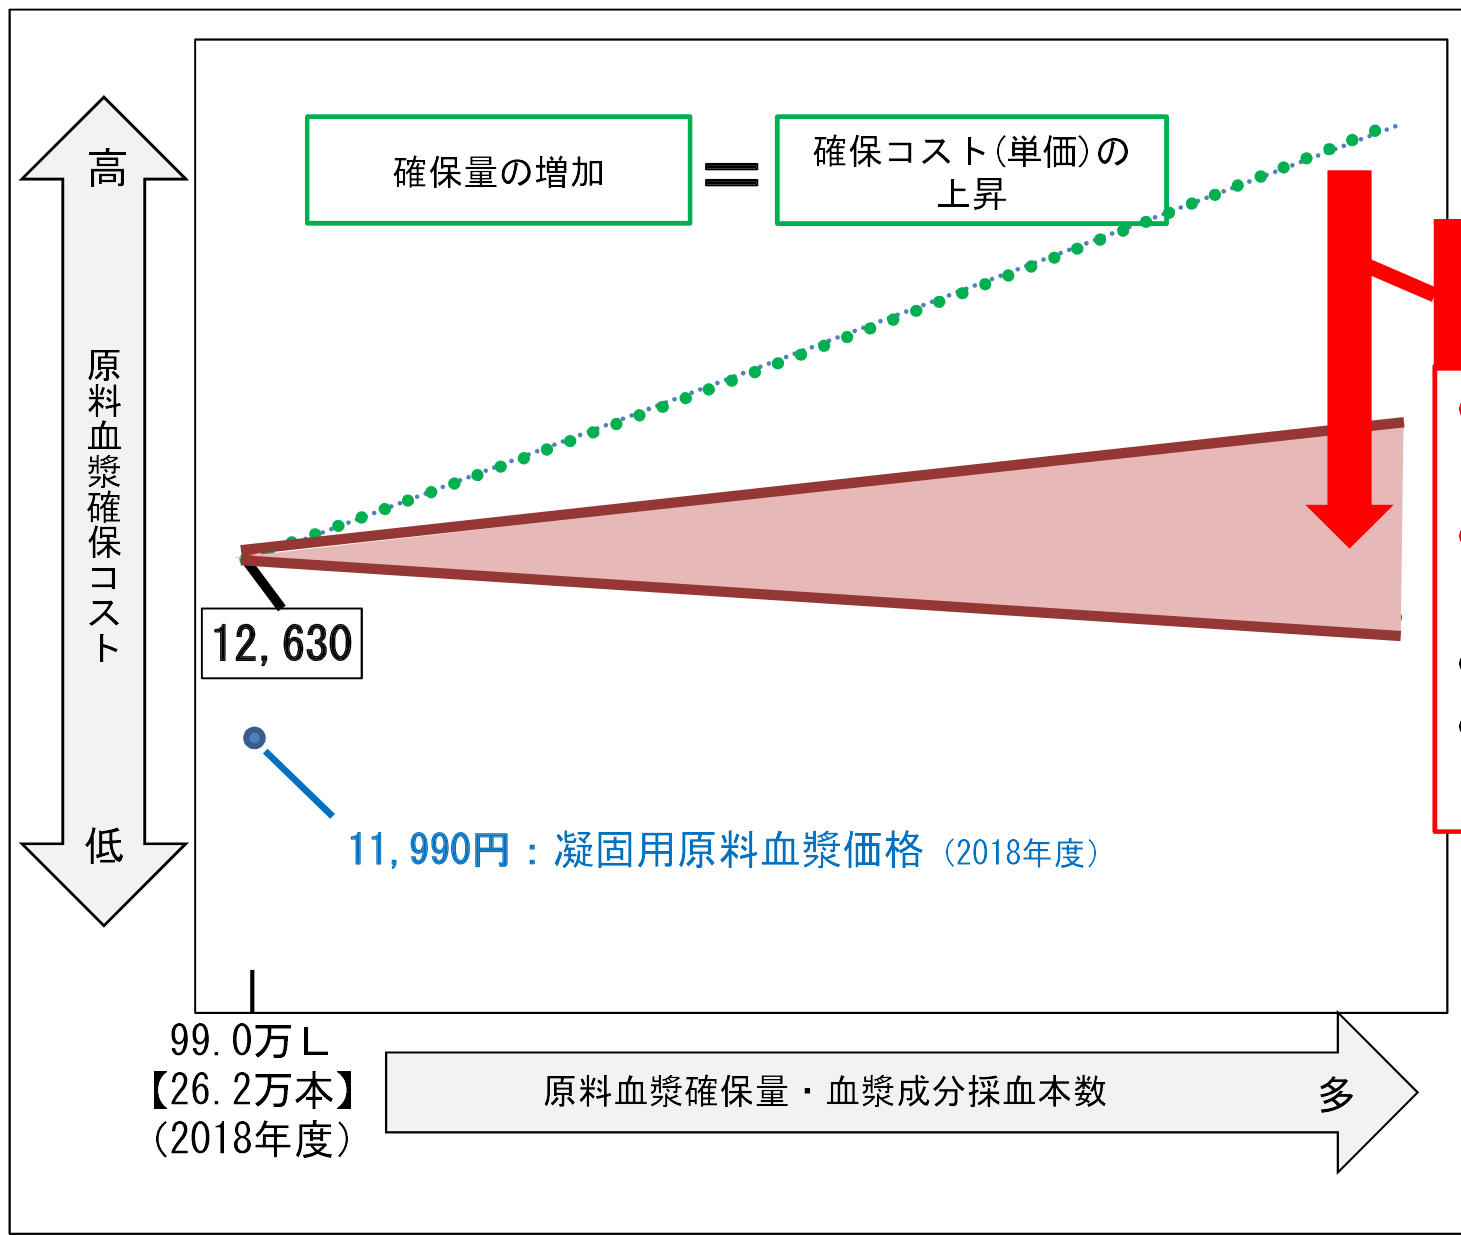 高
原料血漿確保コスト
低
確保量の増加
＝
確保コスト(単価)の
上昇
12,630
11,990円：凝固用原料血漿価格（2018年度）
99.0万L
【26.2万本】
（2018年度）
原料血漿確保量・血漿成分採血本数
多